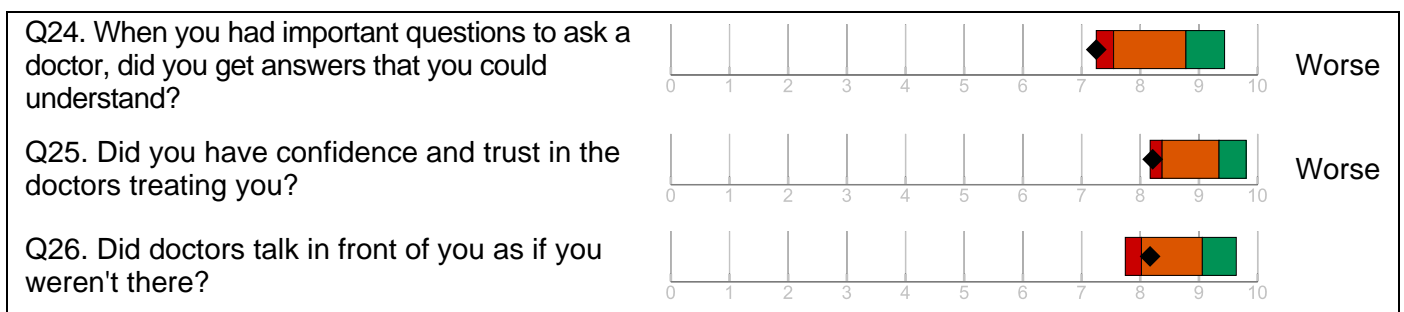 Q24. When you had important questions to ask a
doctor, did you get answers that you could
understand?
Worse
0 1 2 3 4 5 6 7 8 9 10
Q25. Did you have confidence and trust in the
doctors treating you?
Worse
0 1 2 3 4 5 6 7 8 9 10
Q26. Did doctors talk in front of you as if you
weren't there?
0 1 2 3 4 5 6 7 8 9 10